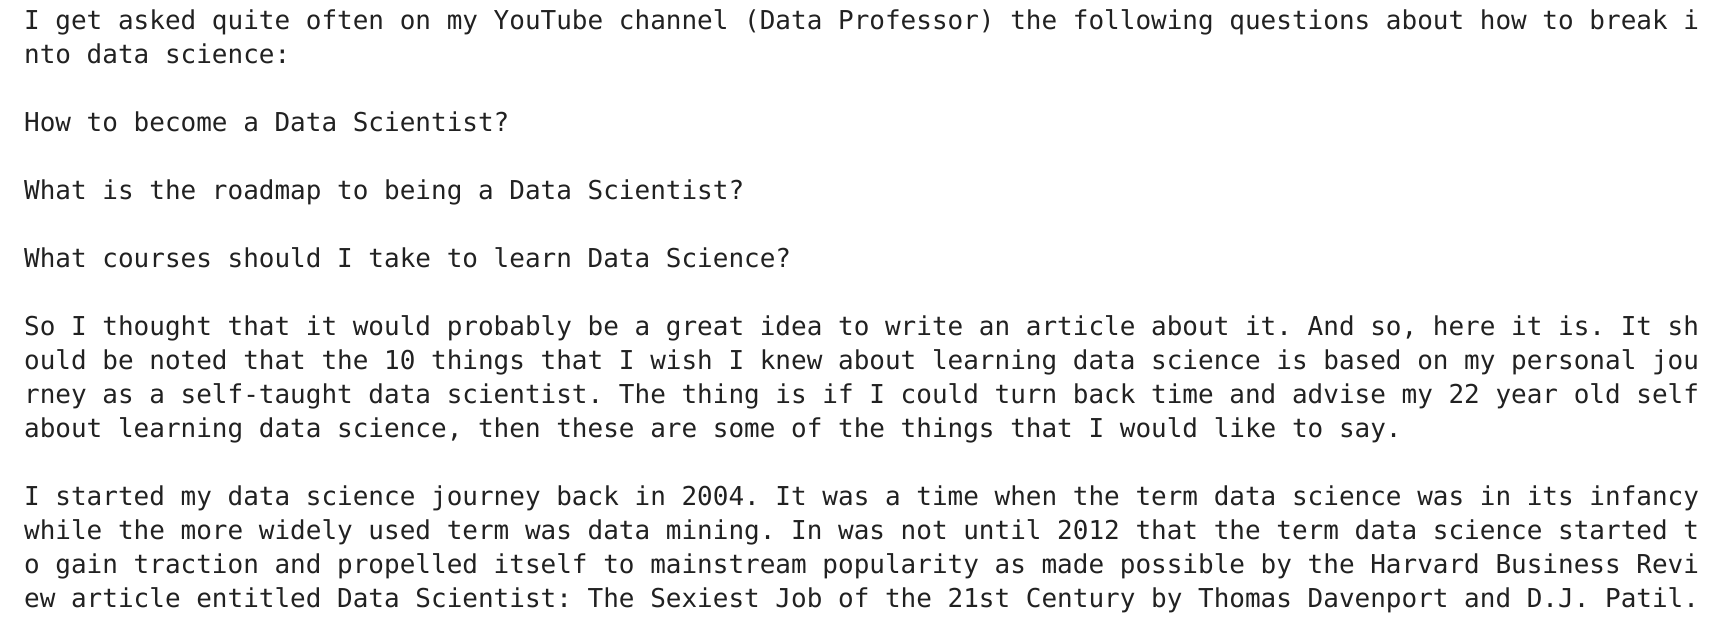 I get asked quite often on my YouTube channel (Data Professor) the following questions about how to break i
nto data science:

How to become a Data Scientist?

What is the roadmap to being a Data Scientist?

What courses should I take to learn Data Science?

So I thought that it would probably be a great idea to write an article about it. And so, here it is. It sh
ould be noted that the 10 things that I wish I knew about learning data science is based on my personal jou
rney as a self-taught data scientist. The thing is if I could turn back time and advise my 22 year old self
about learning data science, then these are some of the things that I would like to say.

I started my data science journey back in 2004. It was a time when the term data science was in its infancy
while the more widely used term was data mining. In was not until 2012 that the term data science started t
o gain traction and propelled itself to mainstream popularity as made possible by the Harvard Business Revi
ew article entitled Data Scientist: The Sexiest Job of the 21st Century by Thomas Davenport and D.J. Patil.